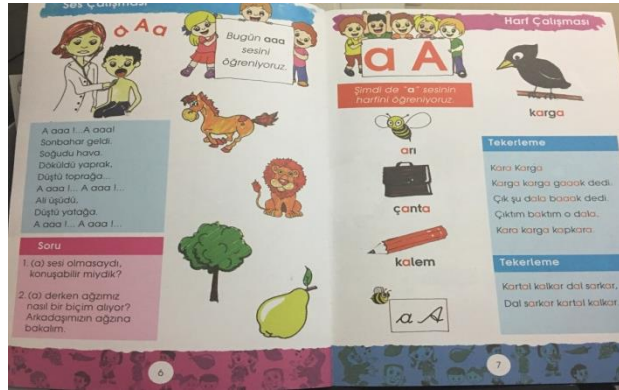 Ses Çalışması
a Aa
Bugün aaa
sesini
öğreniyoruz.
A aaa !...A aaa!
Sonbahar geldi.
Soğudu hava.
Döküldü yaprak,
Düştü toprağa...
A aaa !... A aaa !...
Ali üşüdü,
Düştü yatağa.
A aaa !... A aaa !...
Soru
1. (a) sesi olmasaydı,
konuşabilir miydik?
2. (a) derken ağzımız
nasıl bir biçim alıyor?
Arkadaşımızın ağzına
bakalım.
6
Harf Çalışması
a A
Şimdi de "a" sesinin
harfini öğreniyoruz.
karga
arı
çanta
kalem
a A
Tekerleme
Kara Karga
Karga karga gaaak dedi.
Çık şu dala baaak dedi.
Çıktım baktım o dala,
Kara karga kapkara.
Tekerleme
Kartal kalkar dal sarkar,
Dal sarkar kartal kalkar.
7